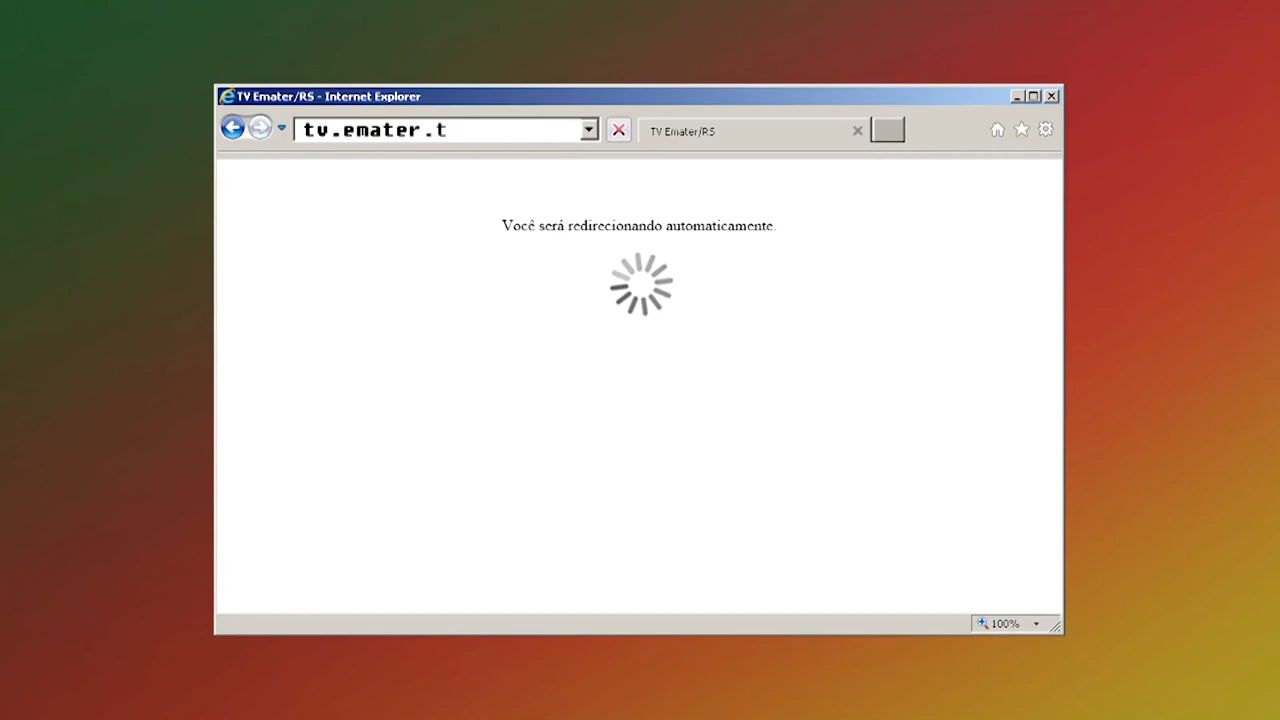 TV Emater/RS - Internet Explorer
tv.emater.t
TV Emater/RS
Você será redirecionando automaticamente.
100%